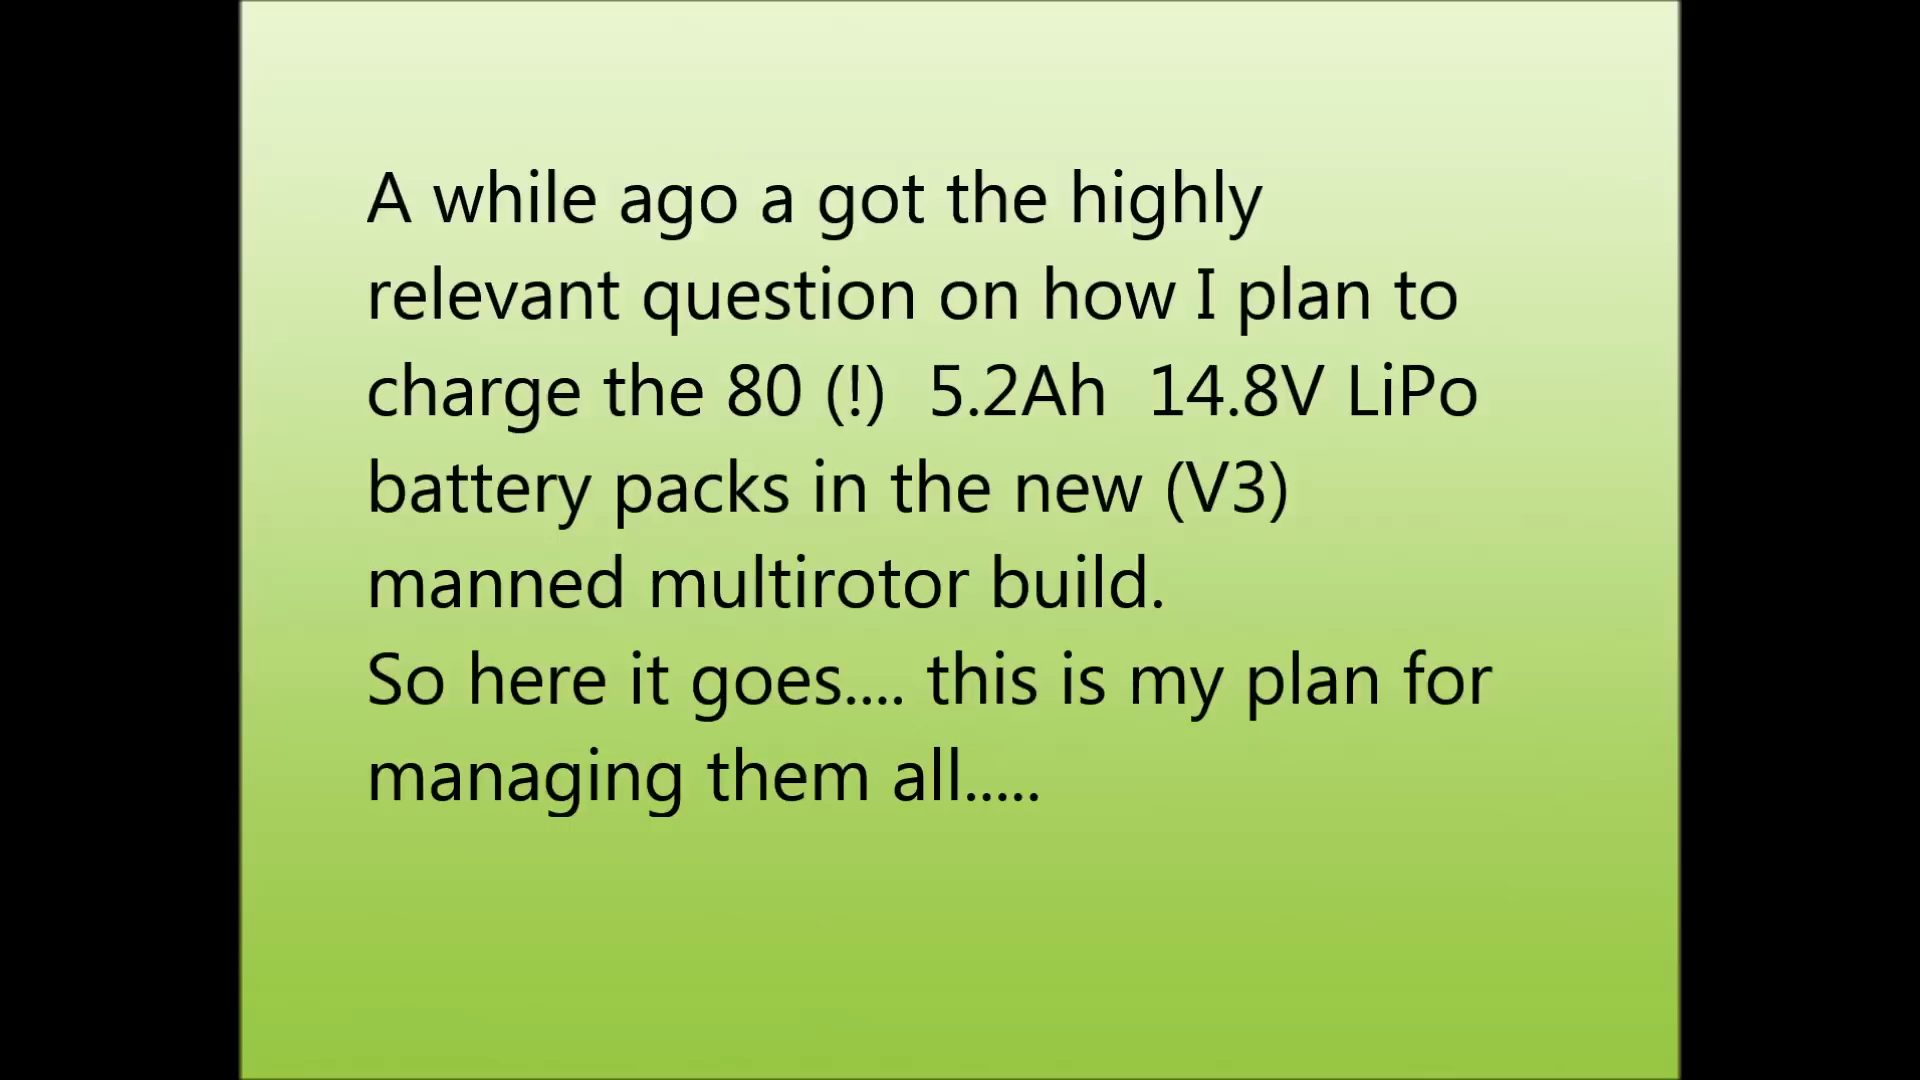 A while ago a got the highly
relevant question on how I plan to
charge the 80 (!)  5.2Ah  14.8V LiPo
battery packs in the new (V3)
manned multirotor build.
So here it goes.... this is my plan for
managing them all.....